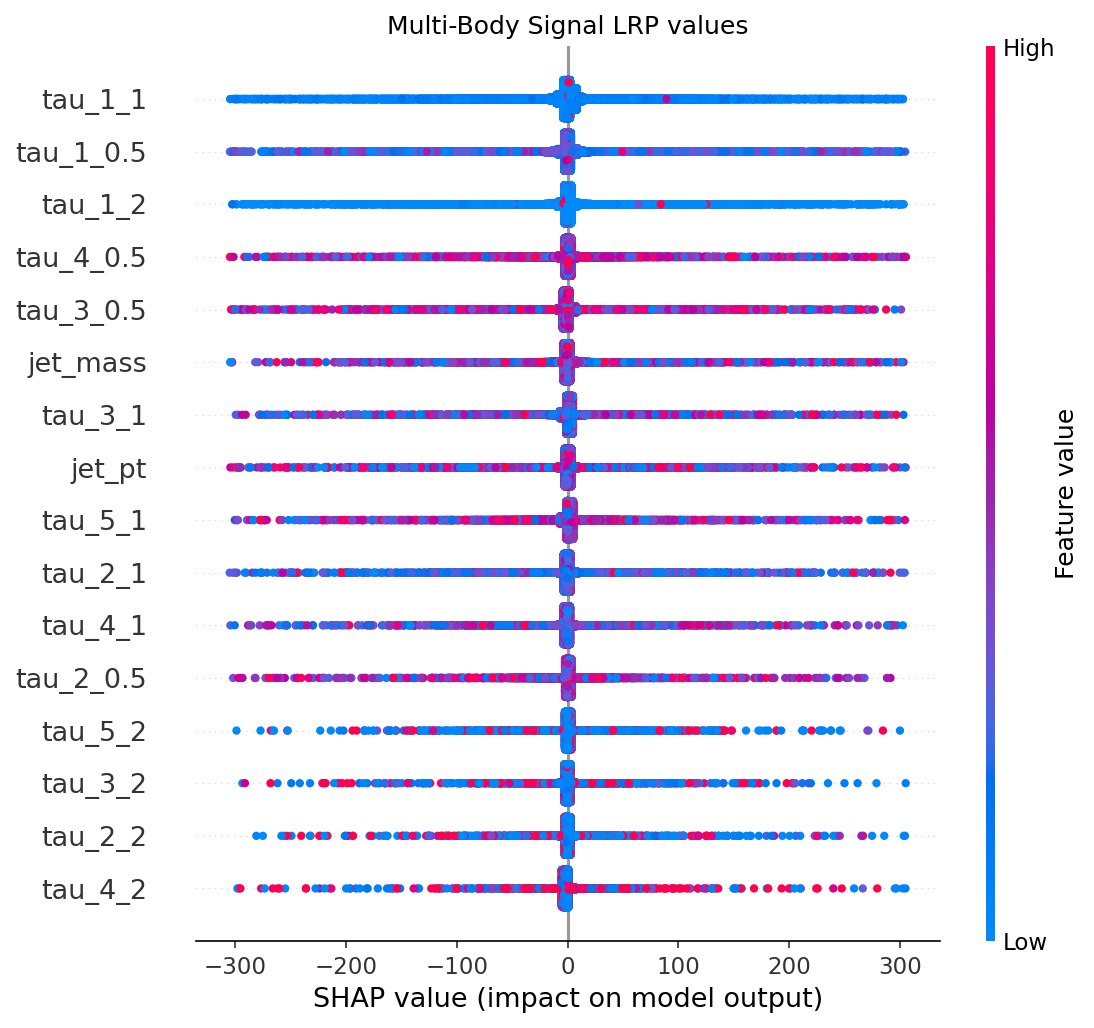 Multi-Body Signal LRP values
High
tau_1_1
tau_1_0.5
tau_1_2
tau_4_0.5
tau_3_0.5
jet_mass
tau_3_1
jet_pt
tau_5_1
tau_2_1
tau_4_1
tau_2_0.5
tau_5_2
tau_3_2
tau_2_2
tau_4_2
Feature value
Low
−300 −200 −100 0 100 200 300
SHAP value (impact on model output)